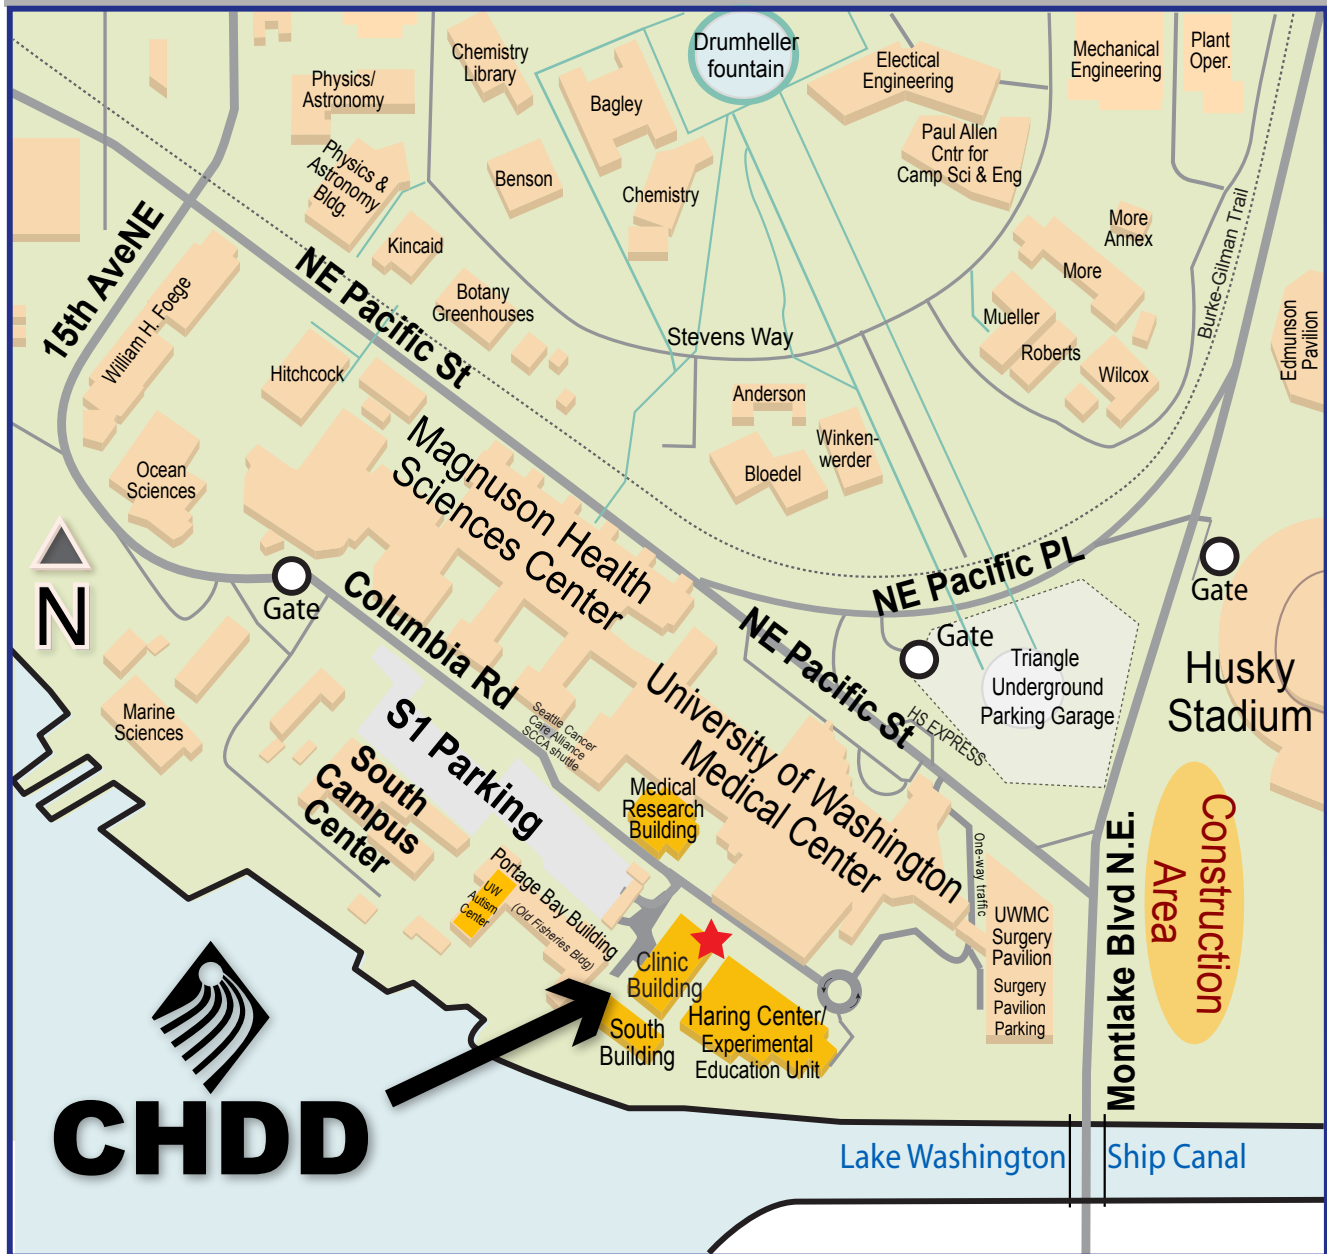 Drumheller
fountain
Chemistry
Library
Physics/
Astronomy
Bagley
Electical
Engineering
Mechanical
Engineering
Plant
Oper.
Physics &
Astronomy
Bldg.
Benson
Chemistry
Paul Allen
Cntr for
Camp Sci & Eng
More
Annex
More
Burke-Gilman Trail
15th AveNE
Kincaid
NE Pacific St
Botany
Greenhouses
William H. Foege
Stevens Way
Mueller
Roberts
Wilcox
Edmunson
Pavilion
Hitchcock
Anderson
Winken-
werder
Bloedel
Magnuson Health
Sciences Center
Ocean
Sciences
N
Gate
Columbia Rd
NE Pacific PL
Gate
NE Pacific St
Gate
Triangle
Underground
Parking Garage
HS EXPRESS
Husky
Stadium
Marine
Sciences
S1 Parking
Seattle Cancer
Care Alliance
SCCA shuttle
University of Washington
Medical Center
South
Campus
Center
Medical
Research
Building
One-way traffic
Montlake Blvd N.E.
Construction
Area
Portage Bay Building
(Old Fisheries Bldg)
UW
Autism
Center
UWMC
Surgery
Pavilion
Surgery
Pavilion
Parking
Clinic
Building
South
Building
Haring Center/
Experimental
Education Unit
CHDD
Lake Washington
Ship Canal